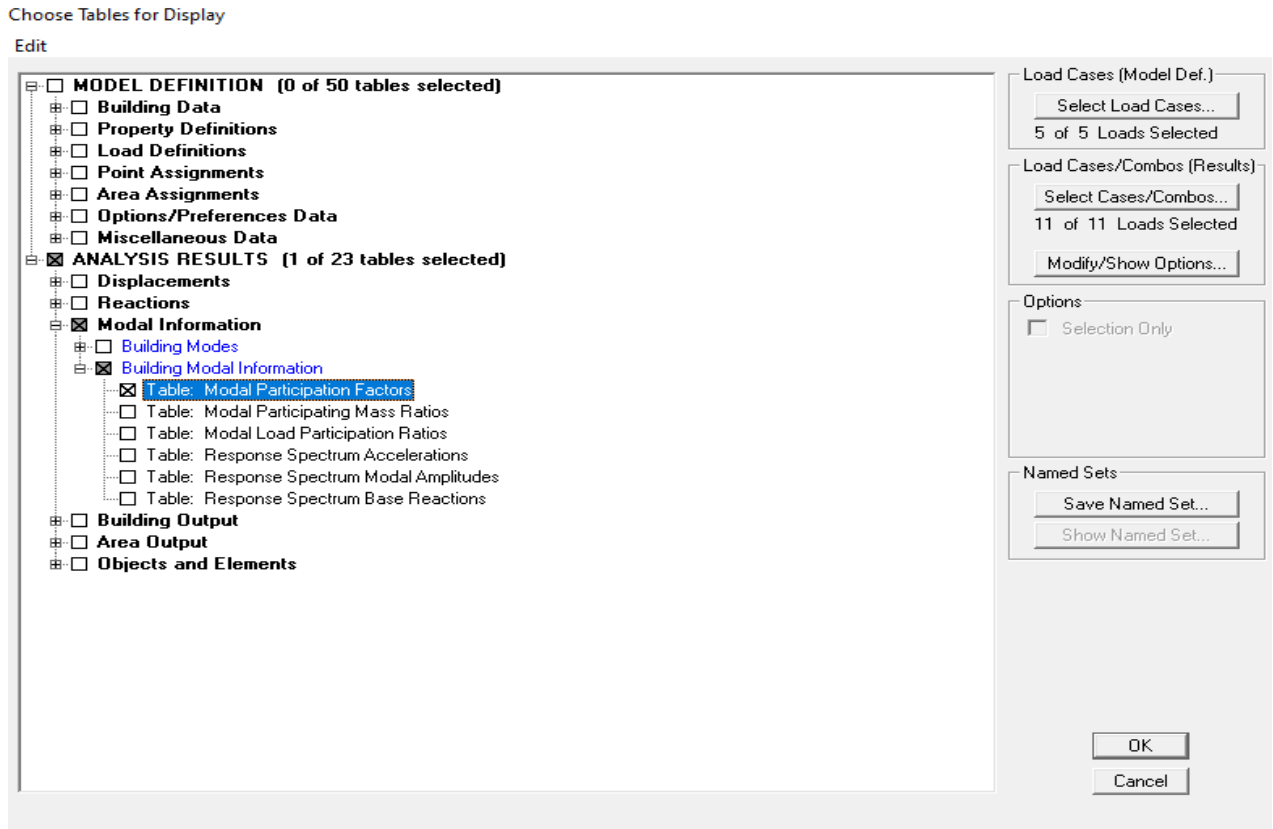 Choose Tables for Display
Edit
MODEL DEFINITION (0 of 50 tables selected)
Building Data
Property Definitions
Load Definitions
Point Assignments
Area Assignments
Options/Preferences Data
Miscellaneous Data
ANALYSIS RESULTS (1 of 23 tables selected)
Displacements
Reactions
Modal Information
Building Modes
Building Modal Information
Table: Modal Participation Factors
Table: Modal Participating Mass Ratios
Table: Modal Load Participation Ratios
Table: Response Spectrum Accelerations
Table: Response Spectrum Modal Amplitudes
Table: Response Spectrum Base Reactions
Building Output
Area Output
Objects and Elements
Load Cases (Model Def.)
Select Load Cases...
5 of 5 Loads Selected
Load Cases/Combos (Results)
Select Cases/Combos...
11 of 11 Loads Selected
Modify/Show Options...
Options
Selection Only
Named Sets
Save Named Set...
Show Named Set...
OK
Cancel